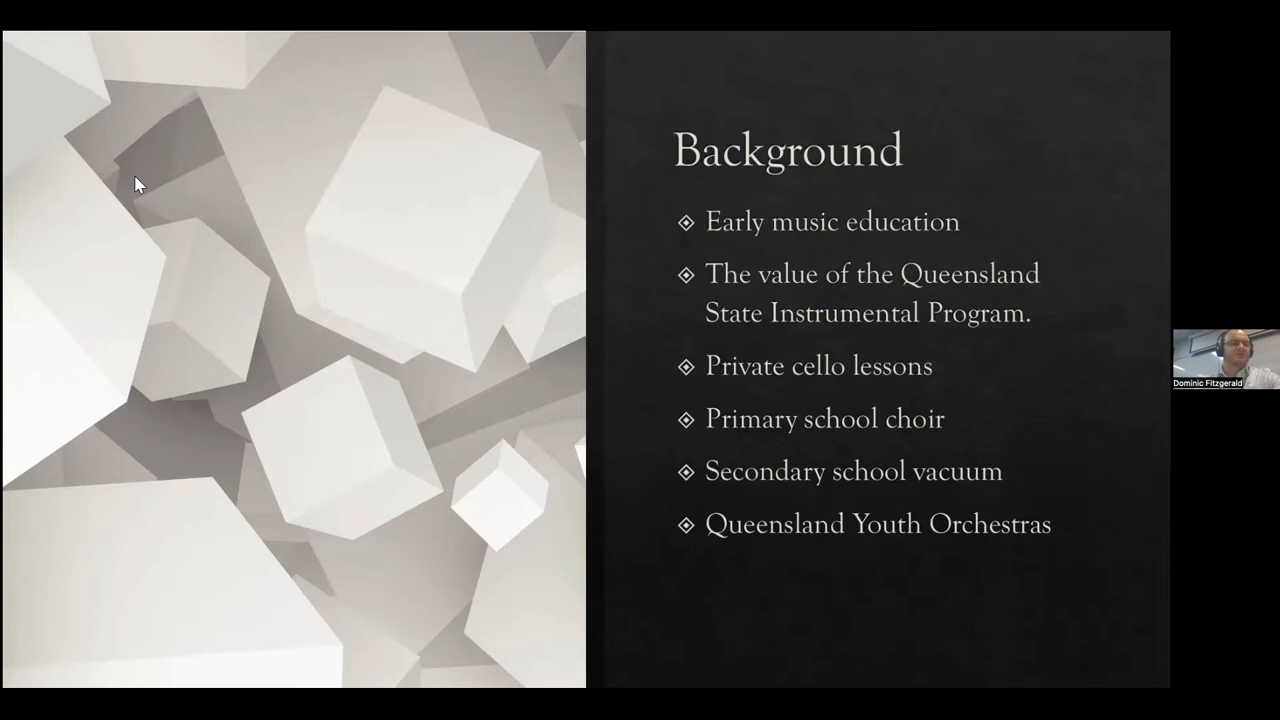 Background
Early music education
The value of the Queensland
State Instrumental Program.
Private cello lessons
Primary school choir
Secondary school vacuum
Queensland Youth Orchestras
Dominic Fitzgerald